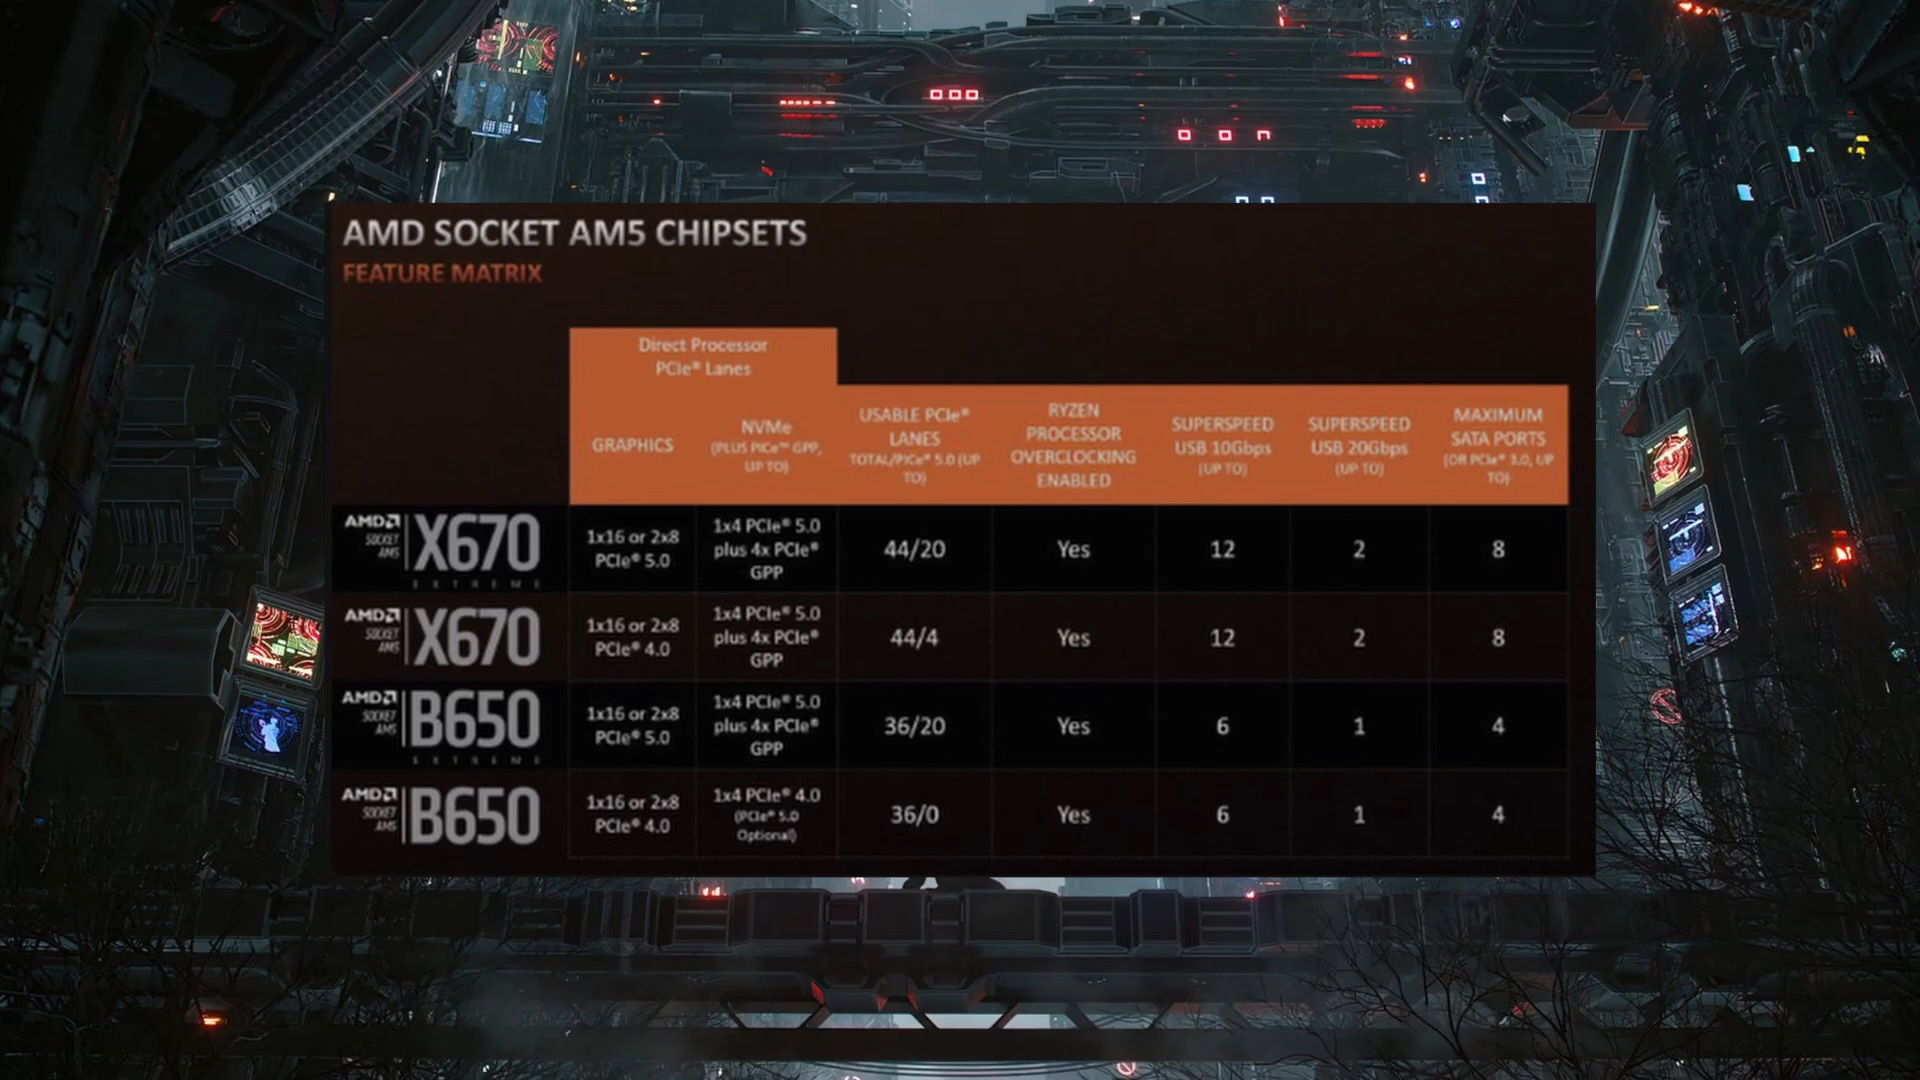 AMD SOCKET AM5 CHIPSETS
FEATURE MATRIX
Direct Processor
PCIe® Lanes
GRAPHICS
NVMe
(PLUS PICe™ GPP,
UP TO)
USABLE PCIe®
LANES
TOTAL/PICe® 5.0 (UP
TO)
RYZEN
PROCESSOR
OVERCLOCKING
ENABLED
SUPERSPEED
USB 10Gbps
(UP TO)
SUPERSPEED
USB 20Gbps
(UP TO)
MAXIMUM
SATA PORTS
(OR PCIe® 3.0, UP
TO)
AMD
SOCKET
AM5
X670
EXTREME
1x16 or 2x8
PCIe® 5.0
1x4 PCIe® 5.0
plus 4x PCIe®
GPP
44/20
Yes
12
2
8
AMD
SOCKET
AM5
X670
1x16 or 2x8
PCIe® 4.0
1x4 PCIe® 5.0
plus 4x PCIe®
GPP
44/4
Yes
12
2
8
AMD
SOCKET
AM5
B650
EXTREME
1x16 or 2x8
PCIe® 5.0
1x4 PCIe® 5.0
plus 4x PCIe®
GPP
36/20
Yes
6
1
4
AMD
SOCKET
AM5
B650
1x16 or 2x8
PCIe® 4.0
1x4 PCIe® 4.0
(PCIe® 5.0
Optional)
36/0
Yes
6
1
4